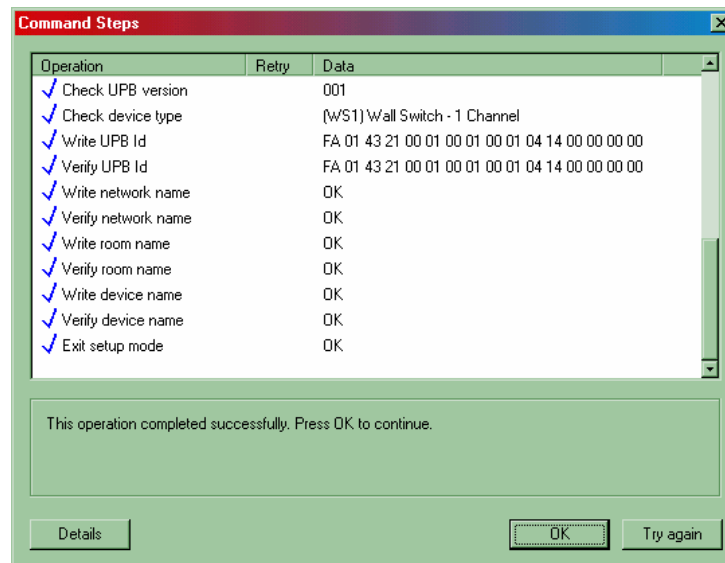 Command Steps
Operation Retry Data
Check UPB version 001
Check device type (WS1) Wall Switch - 1 Channel
Write UPB Id FA 01 43 21 00 01 00 01 00 01 04 14 00 00 00 00
Verify UPB Id FA 01 43 21 00 01 00 01 00 01 04 14 00 00 00 00
Write network name OK
Verify network name OK
Write room name OK
Verify room name OK
Write device name OK
Verify device name OK
Exit setup mode OK
This operation completed successfully. Press OK to continue.
Details OK Try again